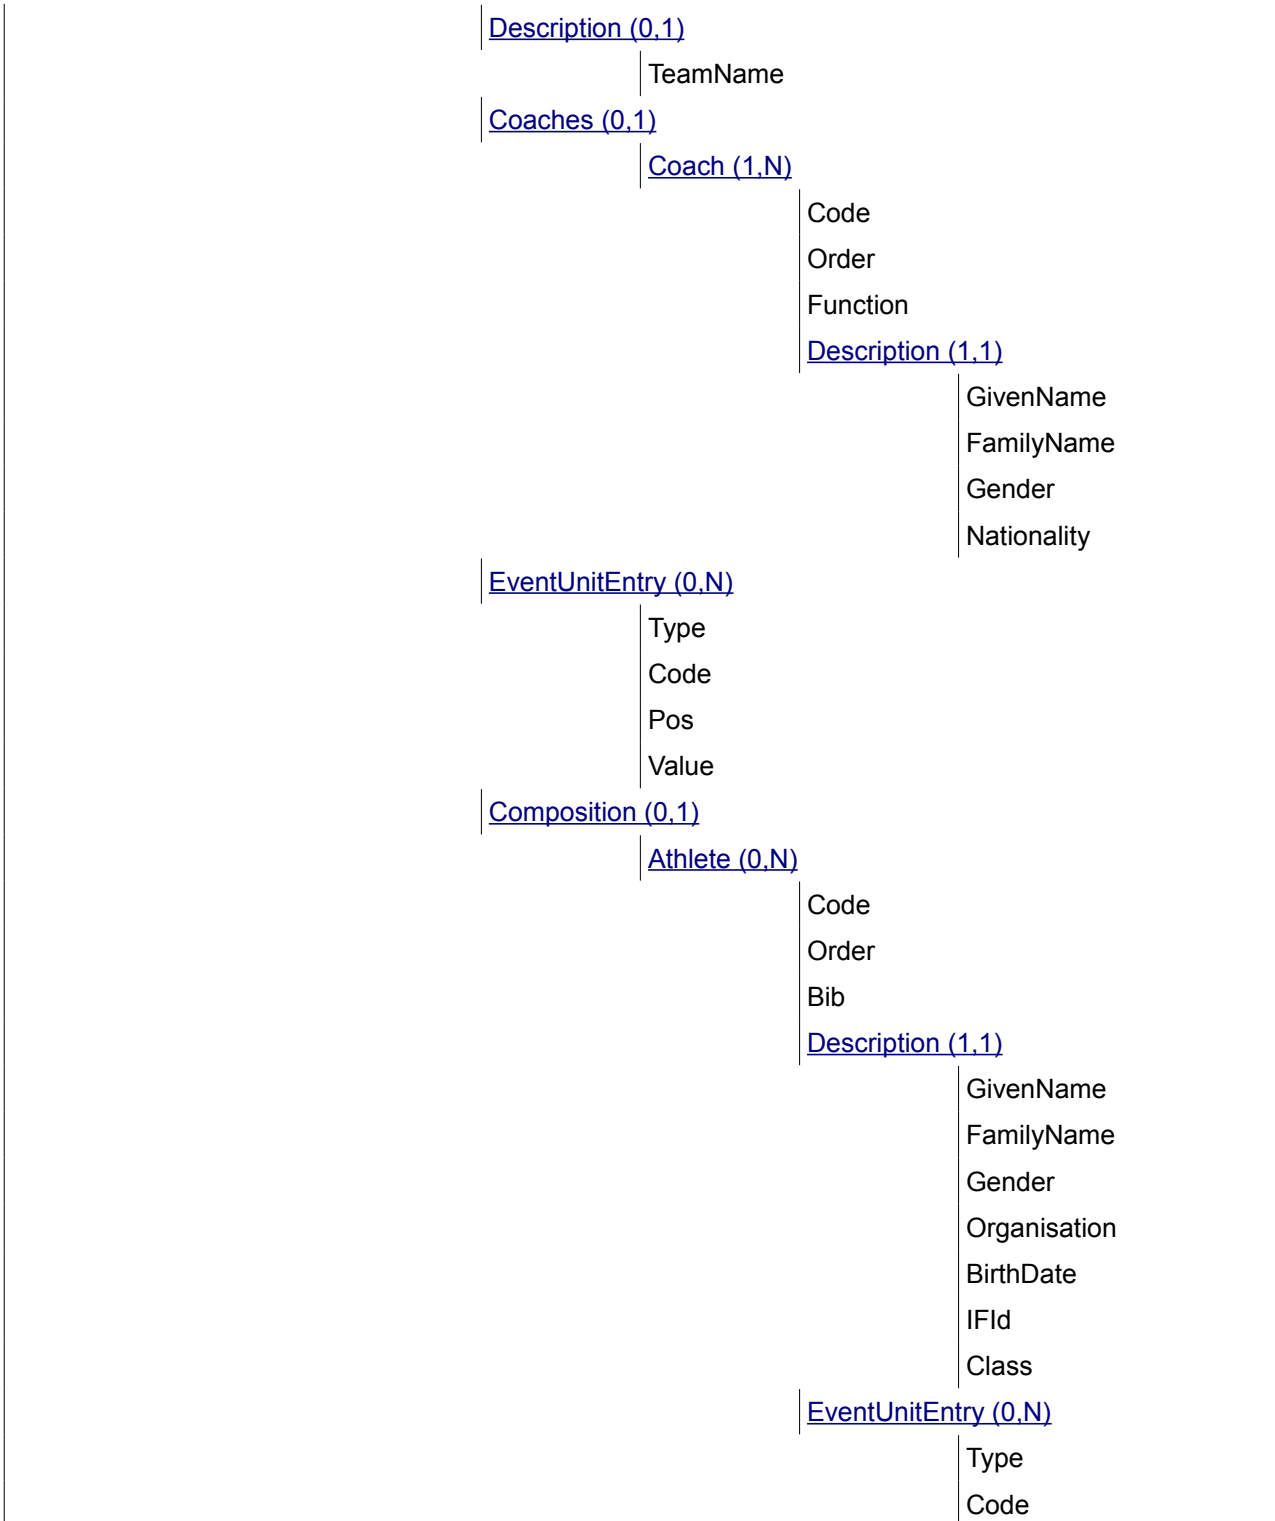 Description (0,1)
TeamName
Coaches (0,1)
Coach (1,N)
Code
Order
Function
Description (1,1)
GivenName
FamilyName
Gender
Nationality
EventUnitEntry (0,N)
Type
Code
Pos
Value
Composition (0,1)
Athlete (0,N)
Code
Order
Bib
Description (1,1)
GivenName
FamilyName
Gender
Organisation
BirthDate
IFId
Class
EventUnitEntry (0,N)
Type
Code